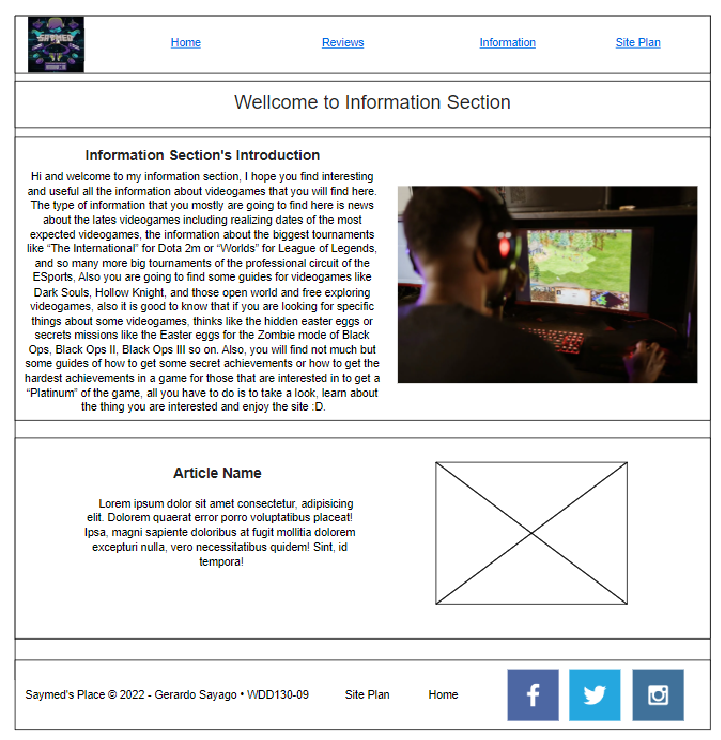 SAYMED
Home
Reviews
Information
Site Plan
Wellcome to Information Section
Information Section's Introduction
Hi and welcome to my information section, I hope you find interesting
and useful all the information about videogames that you will find here.
The type of information that you mostly are going to find here is news
about the lates videogames including realizing dates of the most
expected videogames, the information about the biggest tournaments
like “The International” for Dota 2m or “Worlds” for League of Legends,
and so many more big tournaments of the professional circuit of the
ESports, Also you are going to find some guides for videogames like
Dark Souls, Hollow Knight, and those open world and free exploring
videogames, also it is good to know that if you are looking for specific
things about some videogames, thinks like the hidden easter eggs or
secrets missions like the Easter eggs for the Zombie mode of Black
Ops, Black Ops II, Black Ops III so on. Also, you will find not much but
some guides of how to get some secret achievements or how to get the
hardest achievements in a game for those that are interested in to get a
“Platinum” of the game, all you have to do is to take a look, learn about
the thing you are interested and enjoy the site :D.
Article Name
Lorem ipsum dolor sit amet consectetur, adipisicing
elit. Dolorem quaerat error porro voluptatibus placeat!
Ipsa, magni sapiente doloribus at fugit mollitia dolorem
excepturi nulla, vero necessitatibus quidem! Sint, id
tempora!
Saymed's Place © 2022 - Gerardo Sayago • WDD130-09
Site Plan
Home